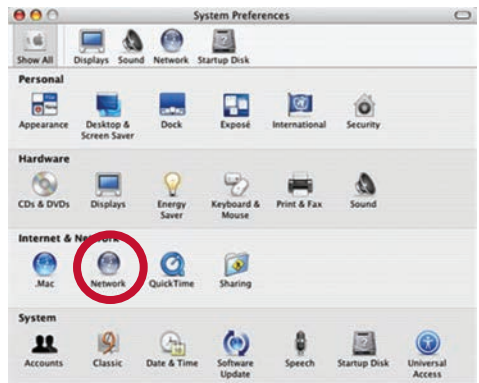 System Preferences
Show All Displays Sound Network Startup Disk
Personal
Appearance Desktop & Screen Saver Dock Exposé International Security
Hardware
CDs & DVDs Displays Energy Saver Keyboard & Mouse Print & Fax Sound
Internet & Network
.Mac Network QuickTime Sharing
System
Accounts Classic Date & Time Software Update Speech Startup Disk Universal Access